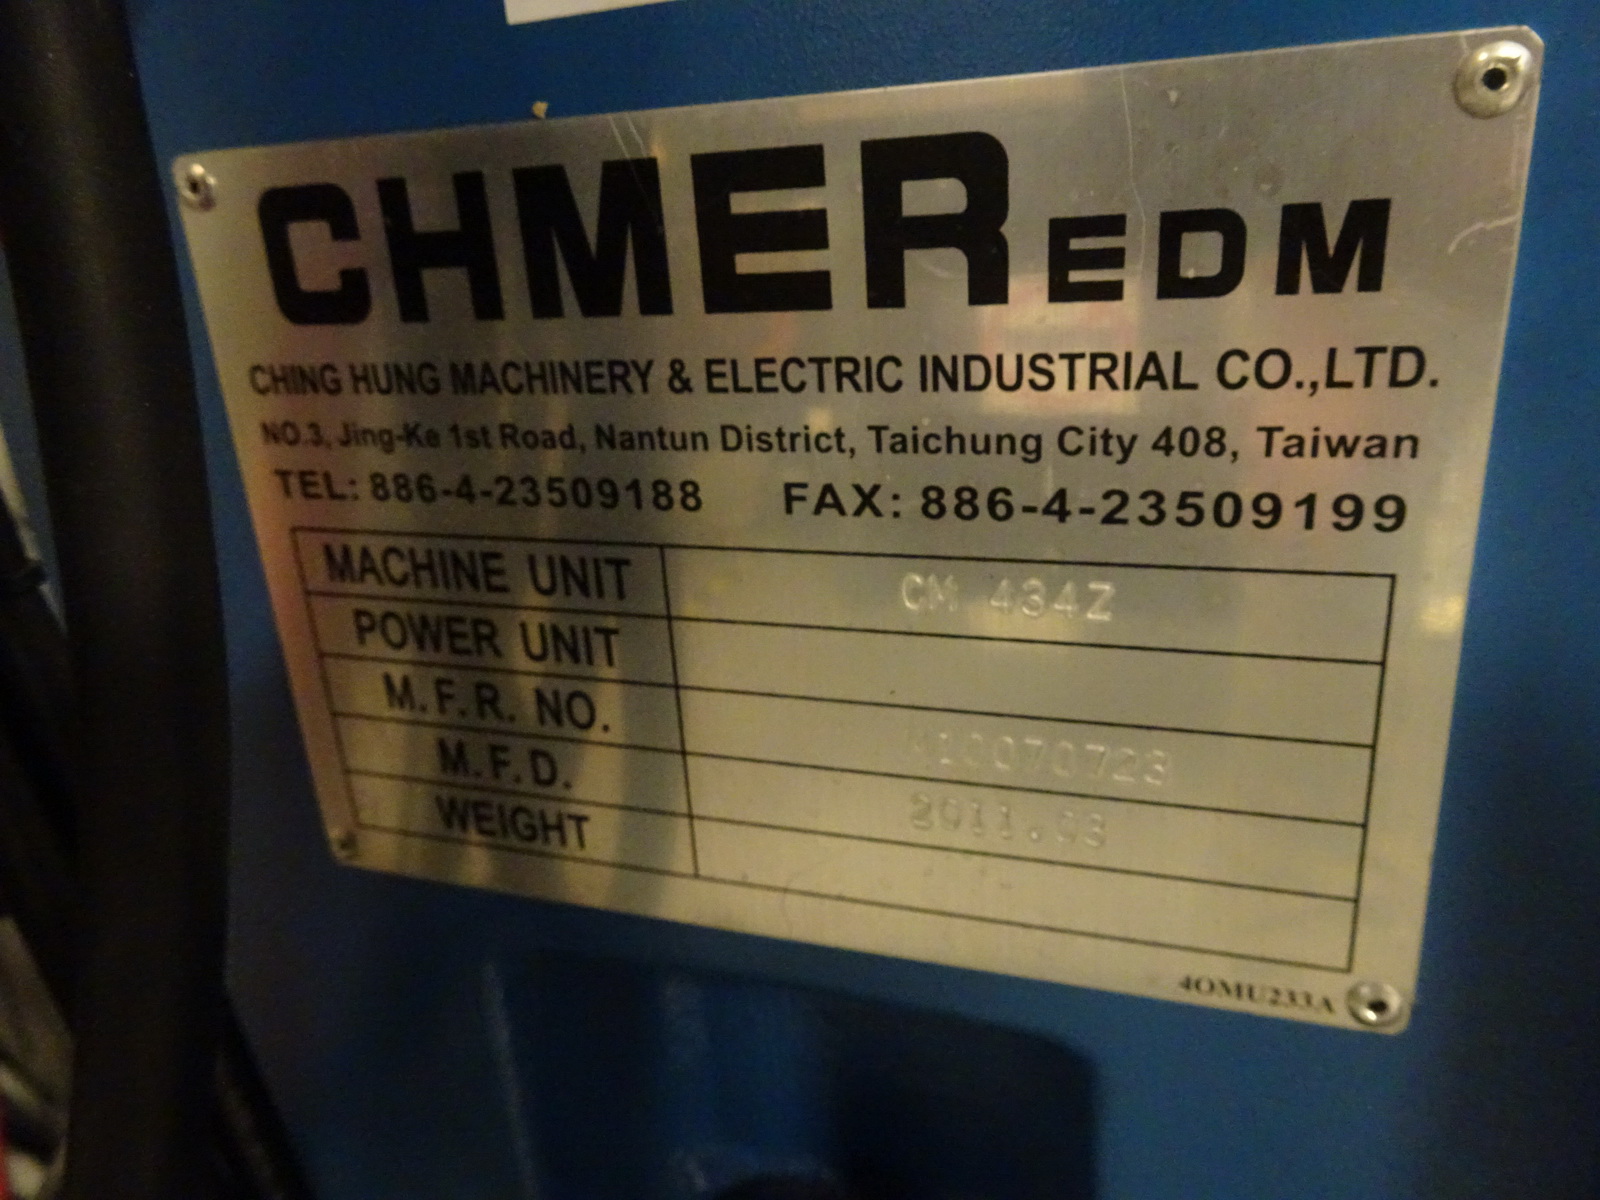 CHMER EDM
CHING HUNG MACHINERY & ELECTRIC INDUSTRIAL CO.,LTD.
NO.3, Jing-Ke 1st Road, Nantun District, Taichung City 408, Taiwan
TEL: 886-4-23509188 FAX: 886-4-23509199
MACHINE UNIT CM 434Z
POWER UNIT
M.F.R. NO. M10070723
M.F.D. 2011.03
WEIGHT
4OMU233A